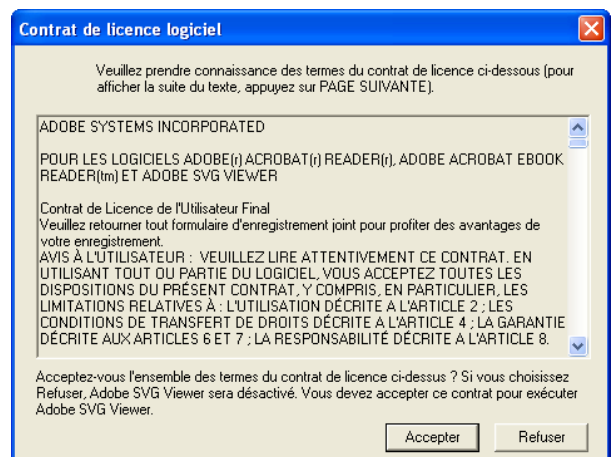 Contrat de licence logiciel
Veuillez prendre connaissance des termes du contrat de licence ci-dessous (pour
afficher la suite du texte, appuyez sur PAGE SUIVANTE).
ADOBE SYSTEMS INCORPORATED
POUR LES LOGICIELS ADOBE(r) ACROBAT(r) READER(r), ADOBE ACROBAT EBOOK
READER(tm) ET ADOBE SVG VIEWER
Contrat de Licence de l'Utilisateur Final
Veuillez retourner tout formulaire d'enregistrement joint pour profiter des avantages de
votre enregistrement.
AVIS À L'UTILISATEUR : VEUILLEZ LIRE ATTENTIVEMENT CE CONTRAT. EN
UTILISANT TOUT OU PARTIE DU LOGICIEL, VOUS ACCEPTEZ TOUTES LES
DISPOSITIONS DU PRÉSENT CONTRAT, Y COMPRIS, EN PARTICULIER, LES
LIMITATIONS RELATIVES À : L'UTILISATION DÉCRITE A L'ARTICLE 2 ; LES
CONDITIONS DE TRANSFERT DE DROITS DÉCRITE A L'ARTICLE 4 ; LA GARANTIE
DÉCRITE AUX ARTICLES 6 ET 7 ; LA RESPONSABILITÉ DÉCRITE A L'ARTICLE 8.
Acceptez-vous l'ensemble des termes du contrat de licence ci-dessus ? Si vous choisissez
Refuser, Adobe SVG Viewer sera désactivé. Vous devez accepter ce contrat pour exécuter
Adobe SVG Viewer.
Accepter Refuser